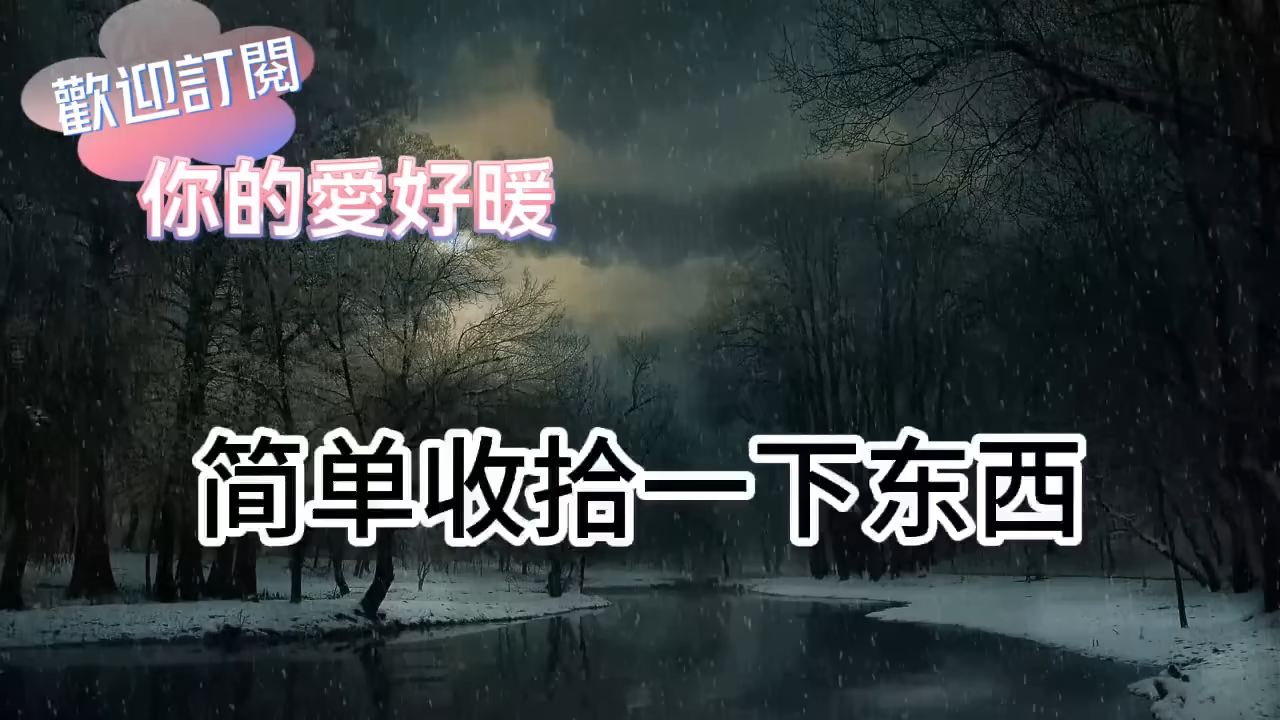 歡迎訂閱
你的愛好暖
简单收拾一下东西